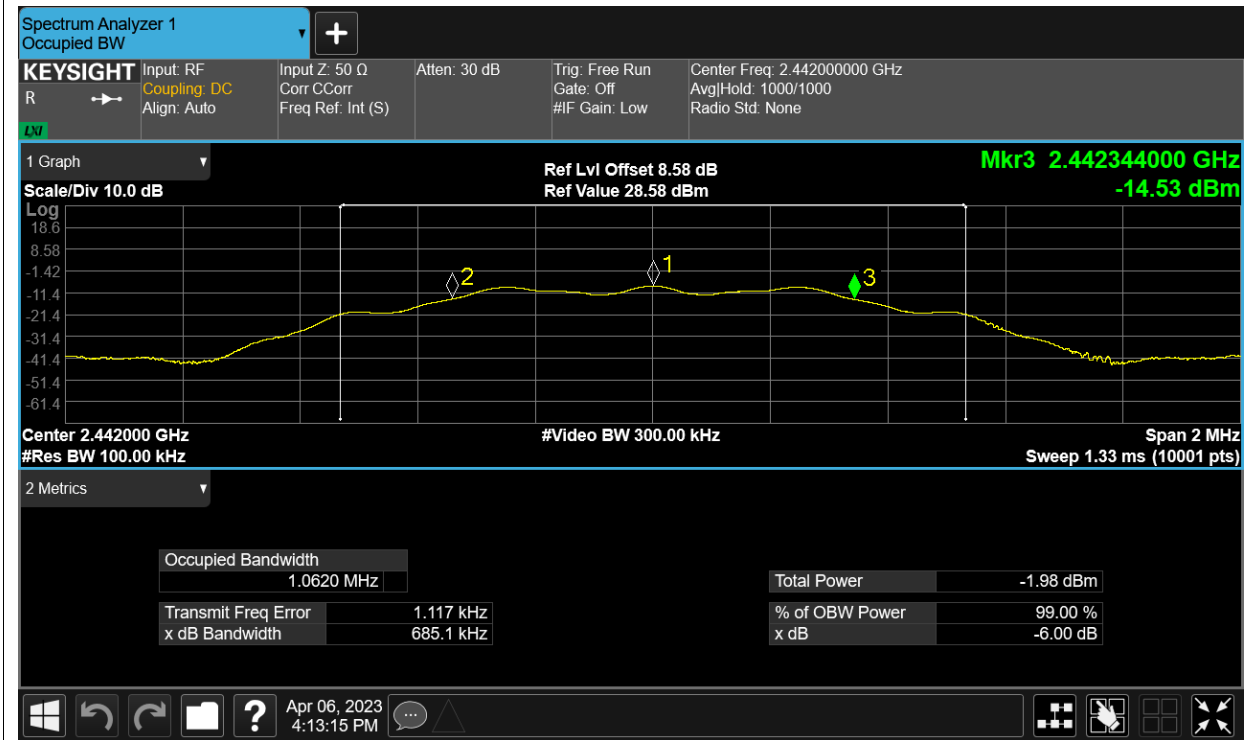 Spectrum Analyzer 1
Occupied BW
+
KEYSIGHT
R
LXI
Input: RF
Coupling: DC
Align: Auto
Input Z: 50 Ω
Corr CCorr
Freq Ref: Int (S)
Atten: 30 dB
Trig: Free Run
Gate: Off
#IF Gain: Low
Center Freq: 2.442000000 GHz
Avg|Hold: 1000/1000
Radio Std: None
1 Graph
Scale/Div 10.0 dB
Ref Lvl Offset 8.58 dB
Ref Value 28.58 dBm
Mkr3 2.442344000 GHz
-14.53 dBm
Log
18.6
8.58
-1.42
-11.4
-21.4
-31.4
-41.4
-51.4
-61.4
2
1
3
Center 2.442000 GHz
#Video BW 300.00 kHz
Span 2 MHz
#Res BW 100.00 kHz
Sweep 1.33 ms (10001 pts)
2 Metrics
Occupied Bandwidth
1.0620 MHz
Transmit Freq Error 1.117 kHz
x dB Bandwidth 685.1 kHz
Total Power -1.98 dBm
% of OBW Power 99.00 %
x dB -6.00 dB
?
Apr 06, 2023
4:13:15 PM